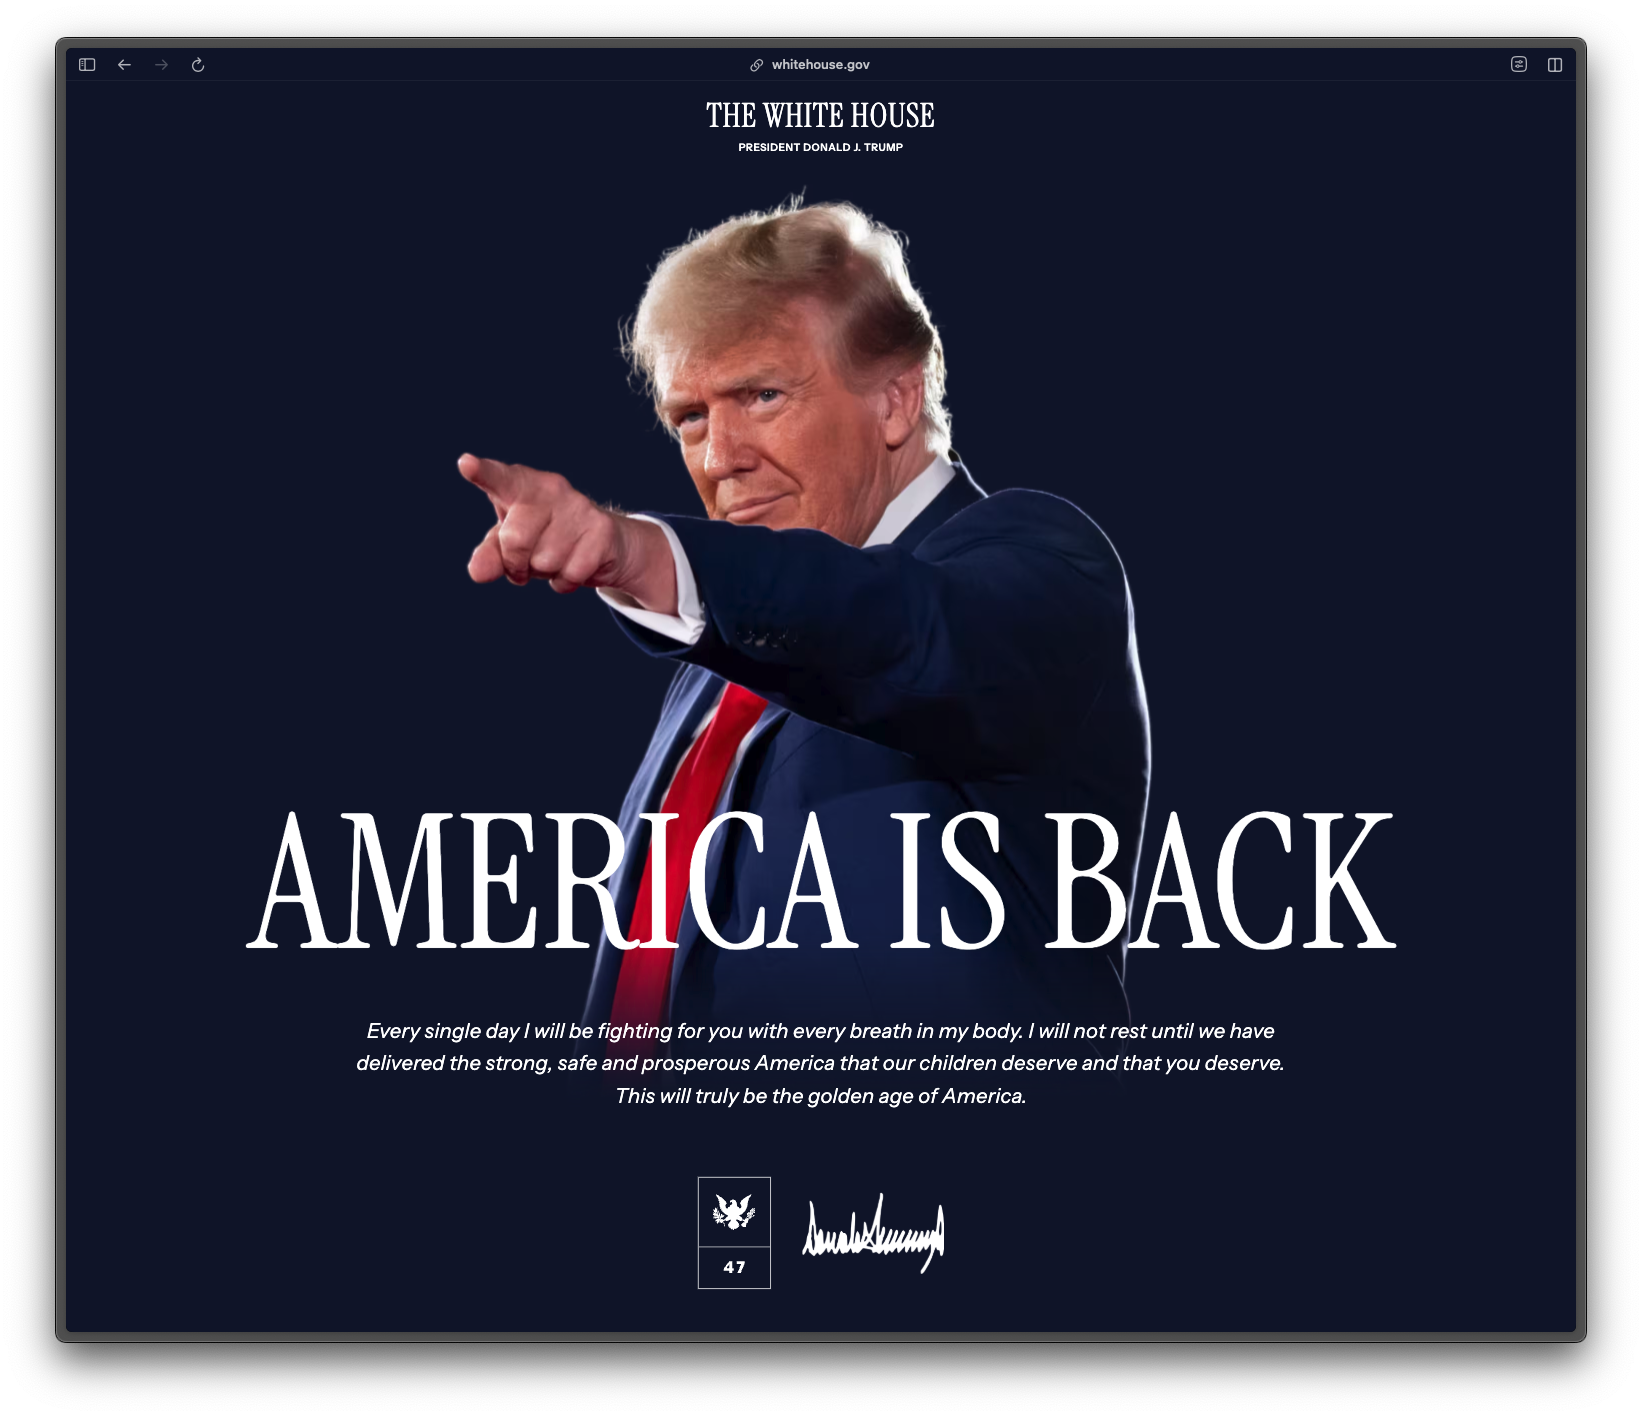 whitehouse.gov
THE WHITE HOUSE
PRESIDENT DONALD J. TRUMP
AMERICA IS BACK
Every single day I will be fighting for you with every breath in my body. I will not rest until we have
delivered the strong, safe and prosperous America that our children deserve and that you deserve.
This will truly be the golden age of America.
47
Donald Trump